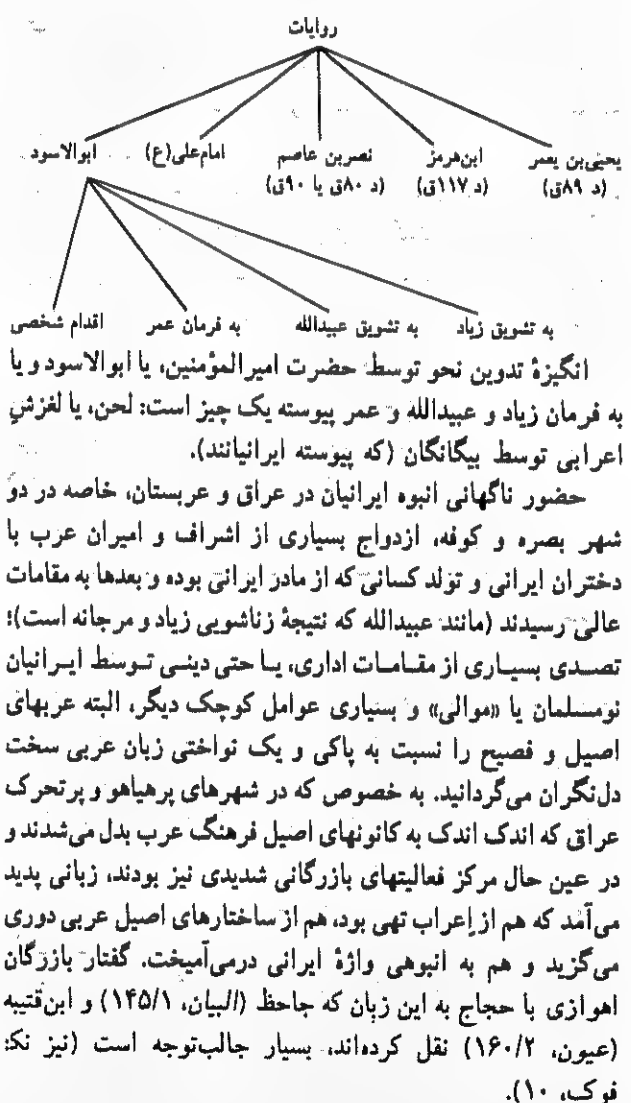 روایات
یحیی‌بن یعمر ابن‌هرمز نصربن عاصم امام‌علی(ع) ابوالاسود
(د ۸۹ق) (د ۱۱۷ق) (د ۸۰ق یا ۹۰ق)
به تشویق زیاد به تشویق عبیدالله به فرمان عمر اقدام شخصی
انگیزهٔ تدوین نحو توسط حضرت امیرالمؤمنین، یا ابوالاسود و یا
به فرمان زیاد و عبیدالله و عمر پیوسته یک چیز است: لحن، یا لغزشِ
اعرابی توسط بیگانگان (که پیوسته ایرانیانند).
حضور ناگهانی انبوه ایرانیان در عراق و عربستان، خاصه در دو
شهر بصره و کوفه، ازدواج بسیاری از اشراف و امیران عرب با
دختران ایرانی و تولد کسانی که از مادر ایرانی بوده و بعدها به مقامات
عالی رسیدند (مانند عبیدالله که نتیجهٔ زناشویی زیاد و مرجانه است)؛
تصدی بسیاری از مقامات اداری، یا حتی دینی توسط ایرانیان
نومسلمان یا «موالی» و بسیاری عوامل کوچک دیگر، البته عربهای
اصیل و فصیح را نسبت به پاکی و یک نواختی زبان عربی سخت
دل‌نگران می‌گردانید. به خصوص که در شهرهای پرهیاهو و پرتحرک
عراق که اندک اندک به کانونهای اصیل فرهنگ عرب بدل می‌شدند و
در عین حال مرکز فعالیتهای بازرگانی شدیدی نیز بودند، زبانی پدید
می‌آمد که هم از اِعراب تهی بود، هم از ساختارهای اصیل عربی دوری
می‌گزید و هم به انبوهی واژهٔ ایرانی درمی‌آمیخت. گفتار بازرگان
اهوازی با حجاج به این زبان که جاحظ (البیان، ۱۴۵/۱) و ابن‌قتیبه
(عیون، ۱۶۰/۲) نقل کرده‌اند، بسیار جالب‌توجه است (نیز نکـ:
فوک، ۱۰).